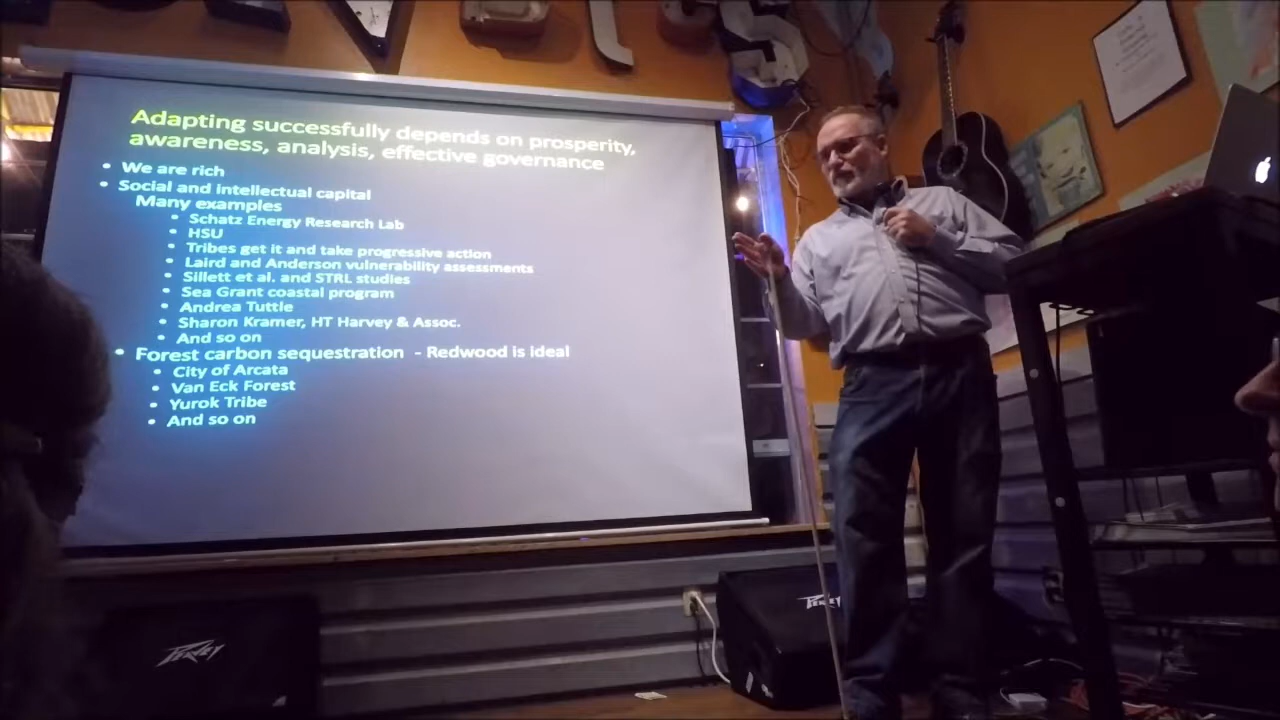 Adapting successfully depends on prosperity,
awareness, analysis, effective governance
• We are rich
• Social and intellectual capital
Many examples
• Schatz Energy Research Lab
• HSU
• Tribes get it and take progressive action
• Laird and Anderson vulnerability assessments
• Sillett et al. and STRL studies
• Sea Grant coastal program
• Andrea Tuttle
• Sharon Kramer, HT Harvey & Assoc.
• And so on
• Forest carbon sequestration - Redwood is ideal
• City of Arcata
• Van Eck Forest
• Yurok Tribe
• And so on
PEAVEY
PEAVEY